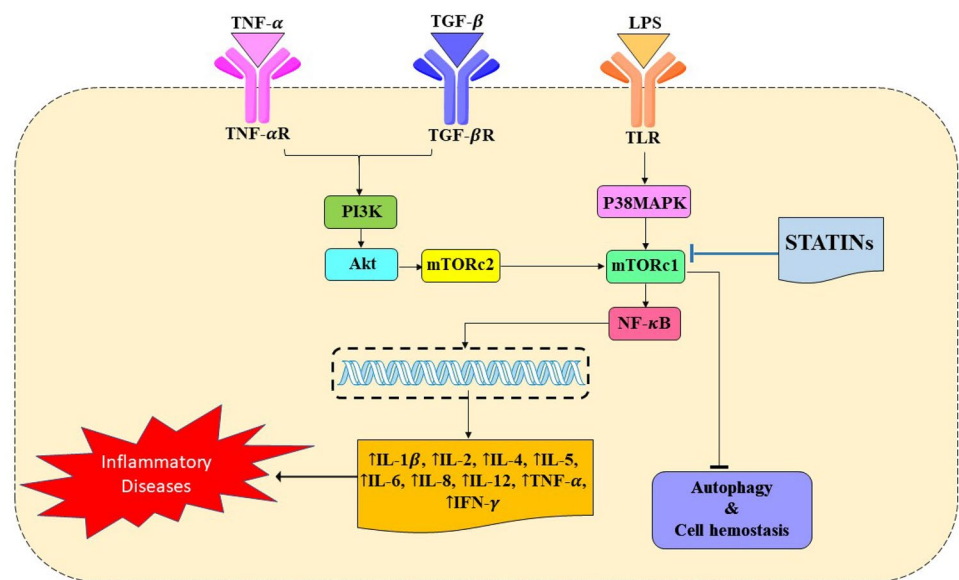 TNF-α
TGF-β
LPS
TNF-αR
TGF-βR
TLR
PI3K
P38MAPK
STATINs
Akt
mTORc2
mTORc1
NF-κB
↑IL-1β, ↑IL-2, ↑IL-4, ↑IL-5,
↑IL-6, ↑IL-8, ↑IL-12, ↑TNF-α,
↑IFN-γ
Inflammatory
Diseases
Autophagy
&
Cell hemostasis